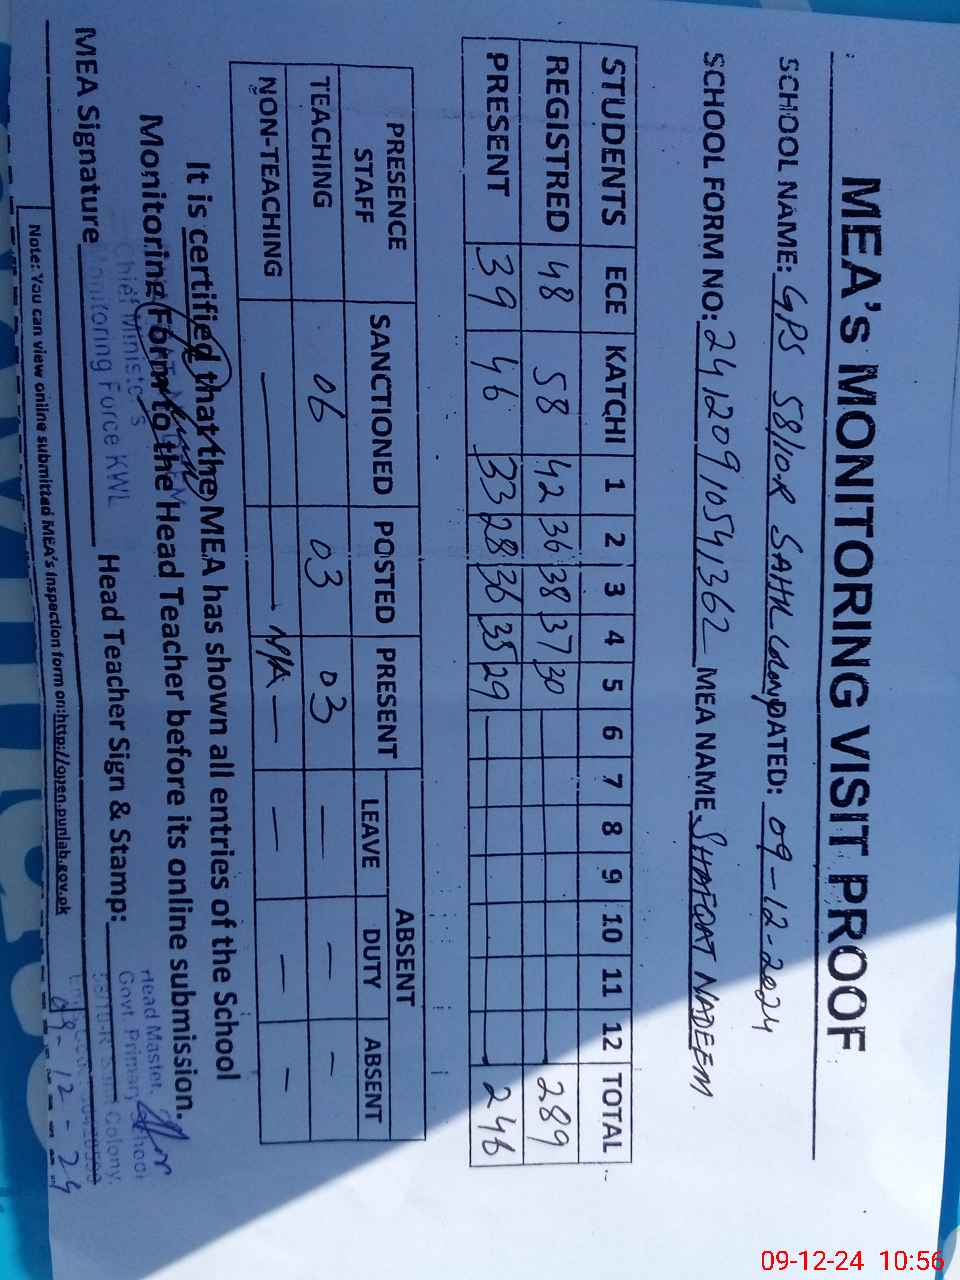 MEA's MONITORING VISIT PROOF
SCHOOL NAME: GPS 58/10-R SAHH DATED: 09-12-2024
SCHOOL FORM NO: 24120910541362 MEA NAME SHAFQAT NADEEM
STUDENTS ECE KATCHI 1 2 3 4 5 6 7 8 9 10 11 12 TOTAL
REGISTRED 48 58 42 36 38 37 30 289
PRESENT 39 46 33 28 36 35 29 246
PRESENCE STAFF SANCTIONED POSTED PRESENT ABSENT
LEAVE DUTY ABSENT
TEACHING 06 03 03 — — —
NON-TEACHING — N/A — — — —
It is certified that the MEA has shown all entries of the School
Monitoring Form to the Head Teacher before its online submission.
Chief Minister's
Monitoring Force KWL
Head Master,
Govt. Primary School
58/10-R Colony.
MEA Signature Head Teacher Sign & Stamp:
09-12-24
Note: You can view online submitted MEA's Inspection form on:http://open.punjab.gov.pk
09-12-24 10:56